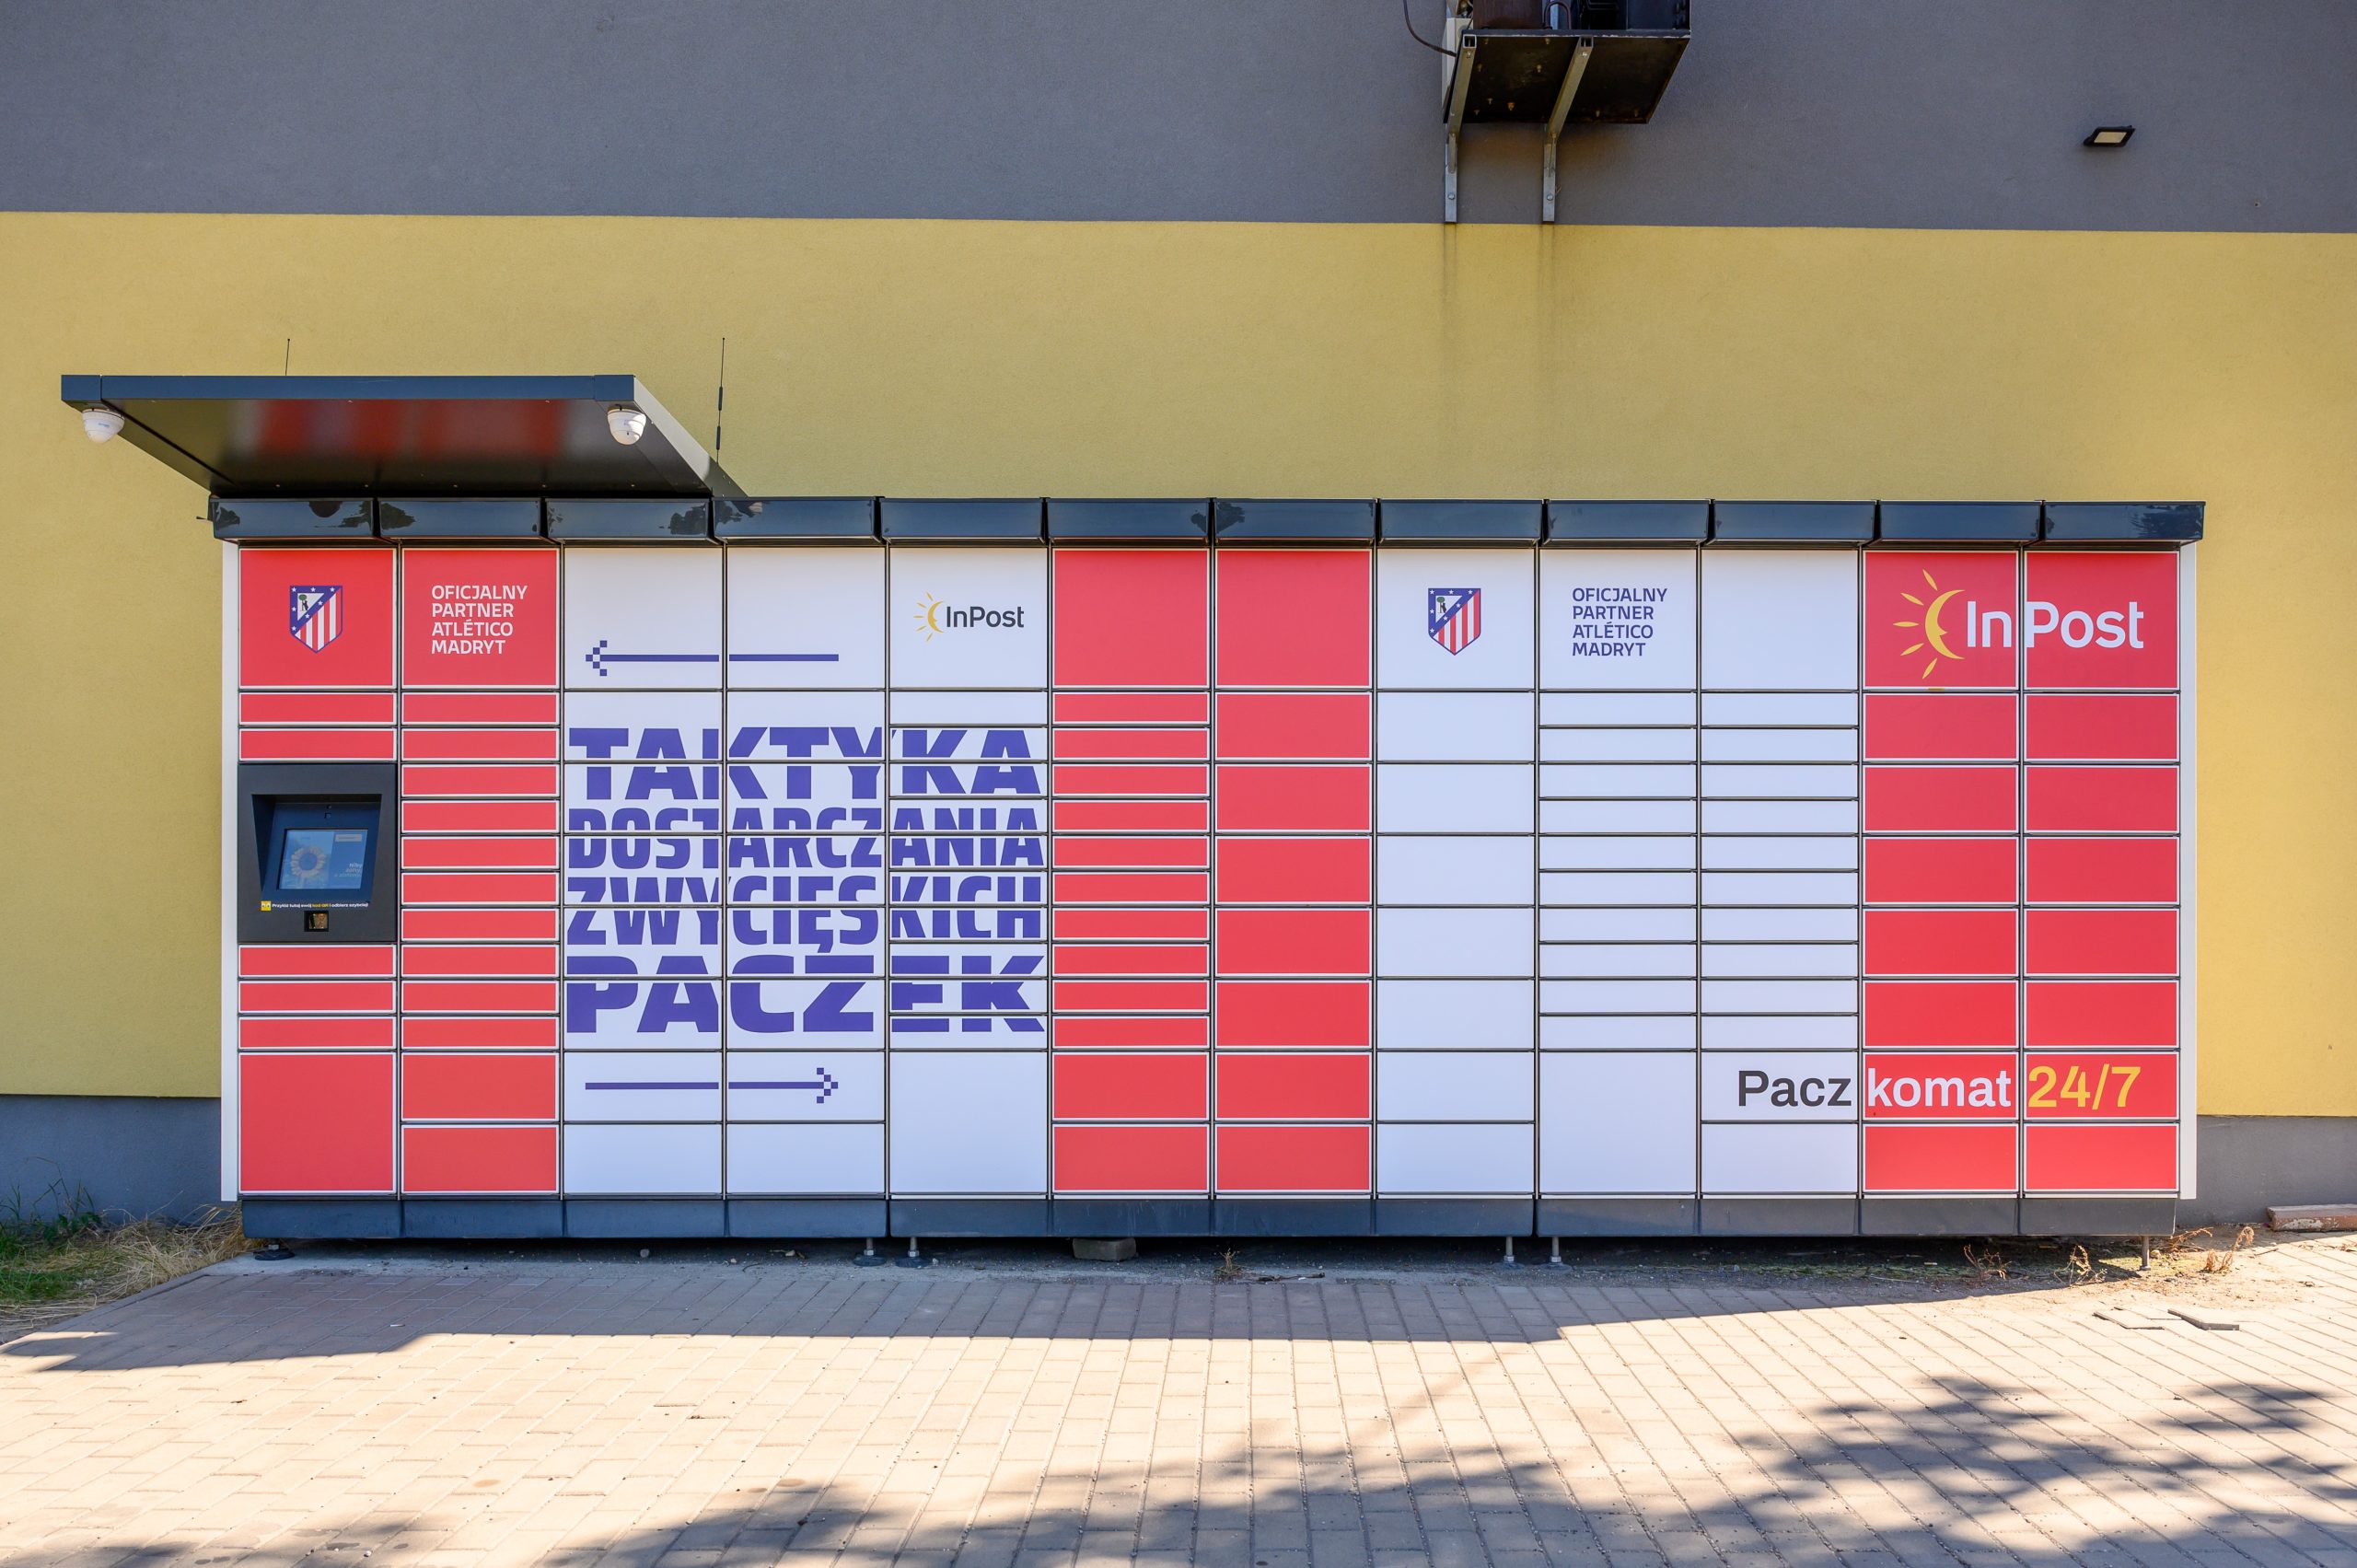 OFICJALNY
PARTNER
ATLÉTICO
MADRYT
InPost
OFICJALNY
PARTNER
ATLÉTICO
MADRYT
InPost
TAKTYKA
DOSTARCZANIA
ZWYCIĘSKICH
PACZEK
Paczkomat 24/7